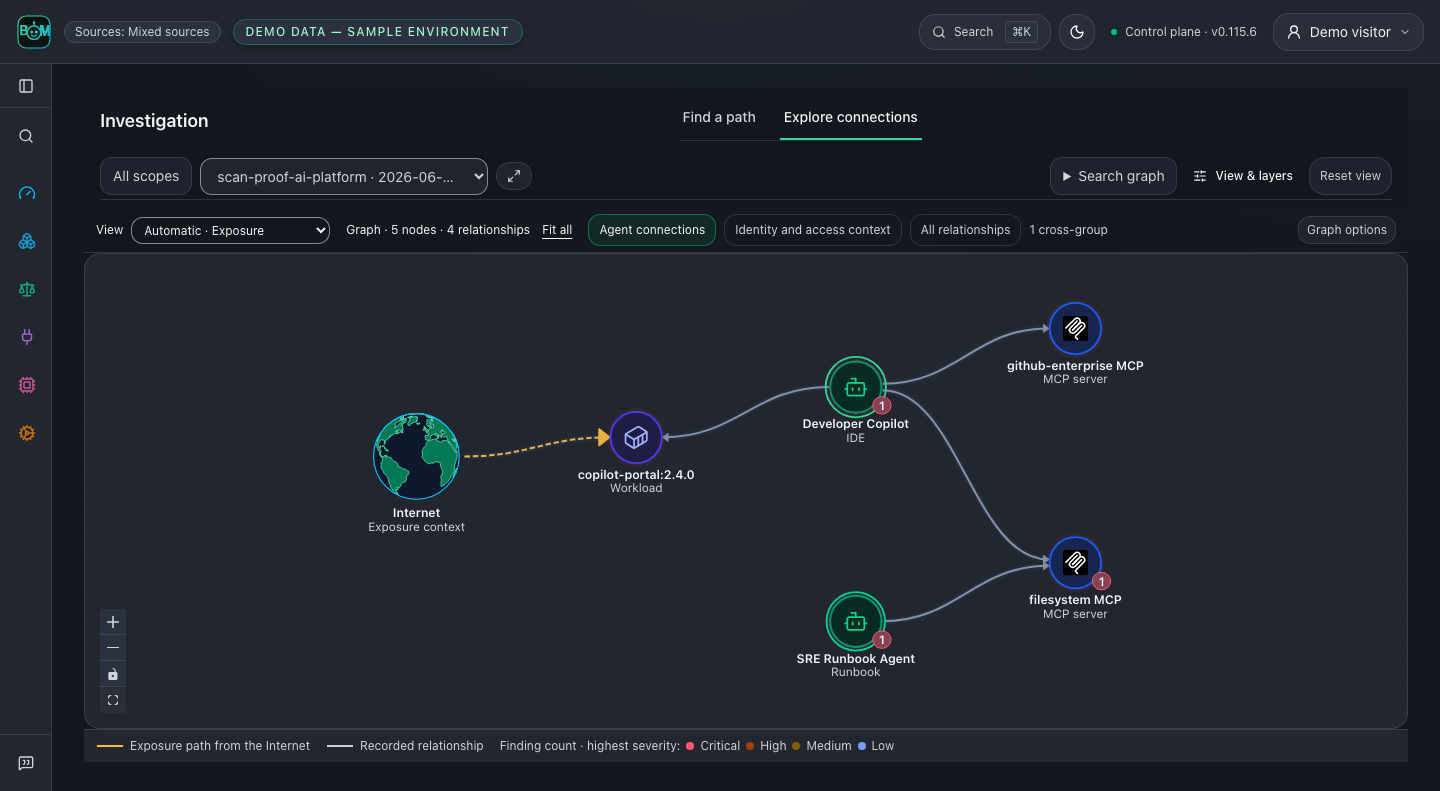 BOM
Sources: Mixed sources
DEMO DATA — SAMPLE ENVIRONMENT
Search ⌘K
Control plane · v0.115.6
Demo visitor
Investigation
Find a path
Explore connections
All scopes
scan-proof-ai-platform · 2026-06-...
Search graph
View & layers
Reset view
View
Automatic · Exposure
Graph · 5 nodes · 4 relationships
Fit all
Agent connections
Identity and access context
All relationships
1 cross-group
Graph options
github-enterprise MCP
MCP server
1
Developer Copilot
IDE
copilot-portal:2.4.0
Workload
Internet
Exposure context
1
filesystem MCP
MCP server
1
SRE Runbook Agent
Runbook
Exposure path from the Internet
Recorded relationship
Finding count · highest severity:
Critical
High
Medium
Low